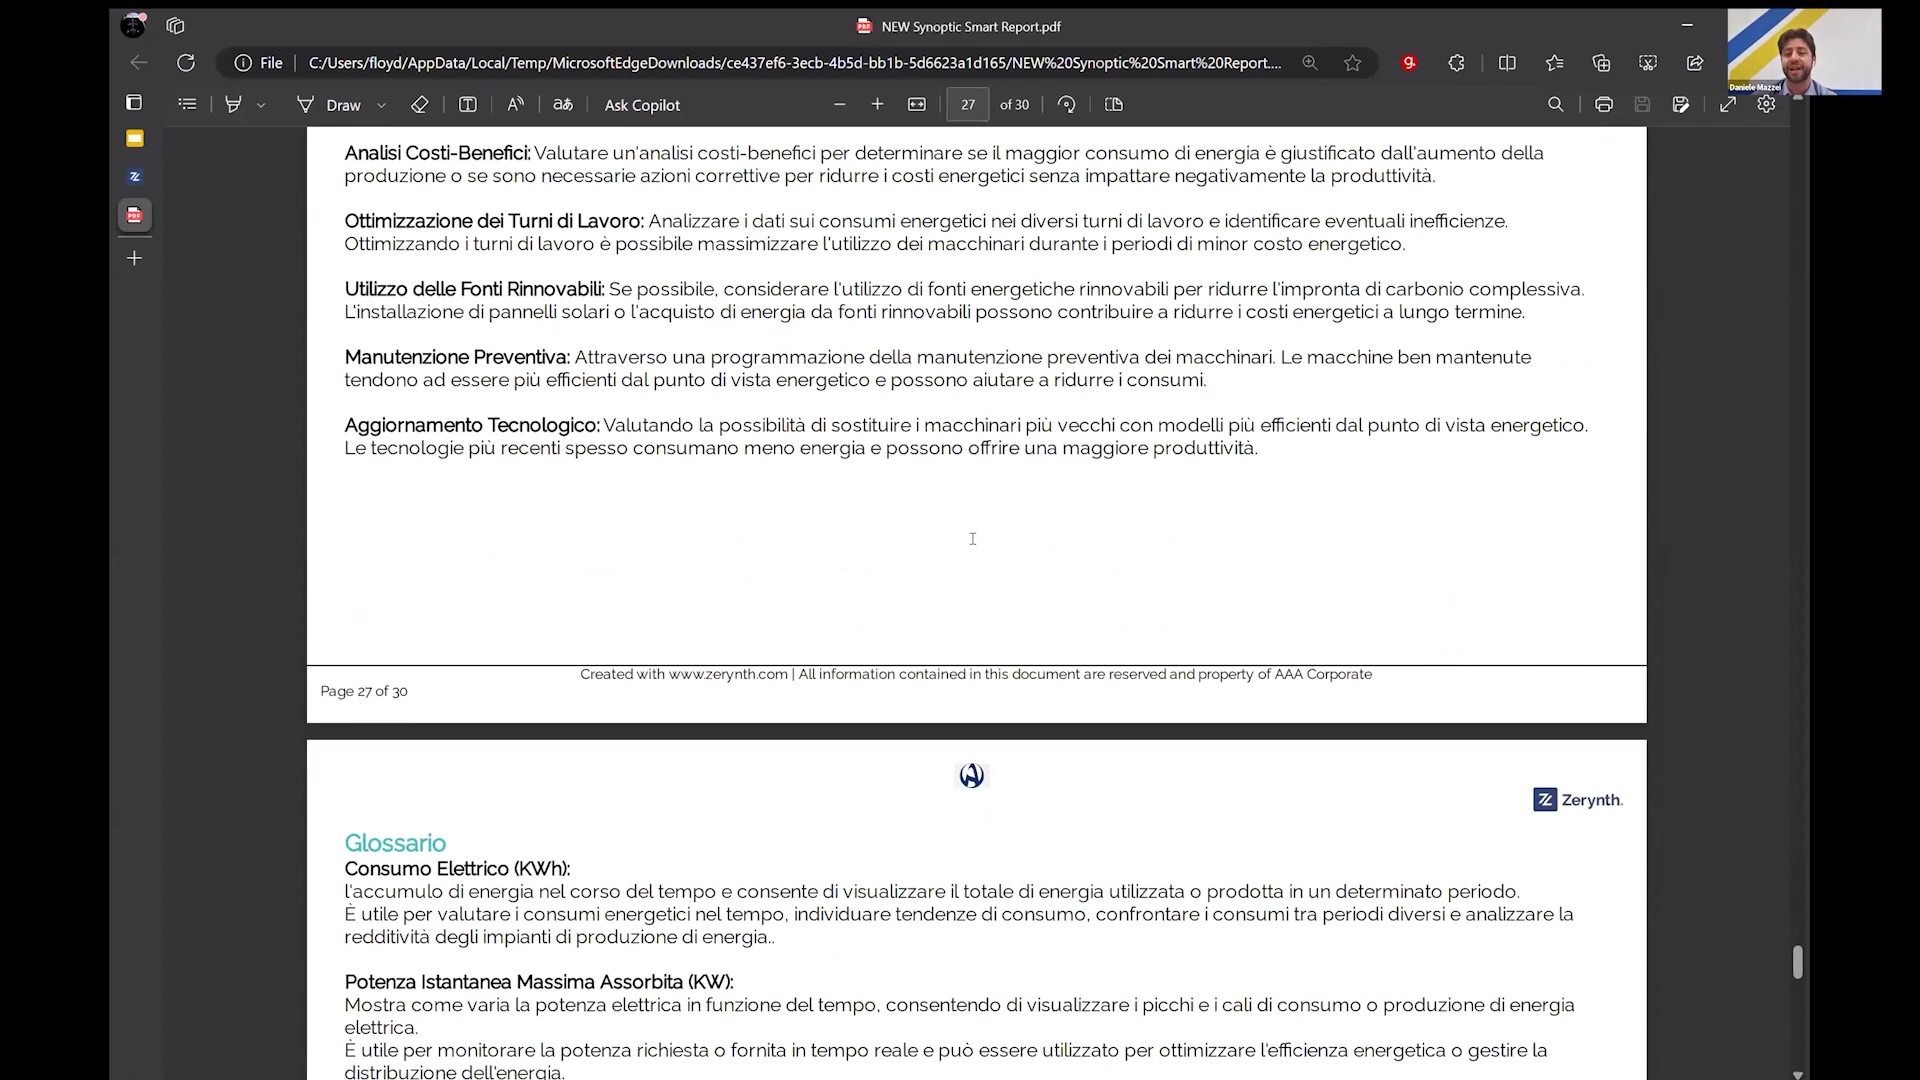 NEW Synoptic Smart Report.pdf
File
C:/Users/floyd/AppData/Local/Temp/MicrosoftEdgeDownloads/ce437ef6-3ecb-4b5d-bb1b-5d6623a1d165/NEW%20Synoptic%20Smart%20Report....
g.
Daniele Mazzei
Draw
aあ
Ask Copilot
27
of 30
Analisi Costi-Benefici: Valutare un'analisi costi-benefici per determinare se il maggior consumo di energia è giustificato dall'aumento della
produzione o se sono necessarie azioni correttive per ridurre i costi energetici senza impattare negativamente la produttività.
Ottimizzazione dei Turni di Lavoro: Analizzare i dati sui consumi energetici nei diversi turni di lavoro e identificare eventuali inefficienze.
Ottimizzando i turni di lavoro è possibile massimizzare l'utilizzo dei macchinari durante i periodi di minor costo energetico.
Utilizzo delle Fonti Rinnovabili: Se possibile, considerare l'utilizzo di fonti energetiche rinnovabili per ridurre l'impronta di carbonio complessiva.
L'installazione di pannelli solari o l'acquisto di energia da fonti rinnovabili possono contribuire a ridurre i costi energetici a lungo termine.
Manutenzione Preventiva: Attraverso una programmazione della manutenzione preventiva dei macchinari. Le macchine ben mantenute
tendono ad essere più efficienti dal punto di vista energetico e possono aiutare a ridurre i consumi.
Aggiornamento Tecnologico: Valutando la possibilità di sostituire i macchinari più vecchi con modelli più efficienti dal punto di vista energetico.
Le tecnologie più recenti spesso consumano meno energia e possono offrire una maggiore produttività.
Created with www.zerynth.com | All information contained in this document are reserved and property of AAA Corporate
Page 27 of 30
Zerynth.
Glossario
Consumo Elettrico (KWh):
l'accumulo di energia nel corso del tempo e consente di visualizzare il totale di energia utilizzata o prodotta in un determinato periodo.
È utile per valutare i consumi energetici nel tempo, individuare tendenze di consumo, confrontare i consumi tra periodi diversi e analizzare la
redditività degli impianti di produzione di energia..
Potenza Istantanea Massima Assorbita (KW):
Mostra come varia la potenza elettrica in funzione del tempo, consentendo di visualizzare i picchi e i cali di consumo o produzione di energia
elettrica.
È utile per monitorare la potenza richiesta o fornita in tempo reale e può essere utilizzato per ottimizzare l'efficienza energetica o gestire la
distribuzione dell'energia.